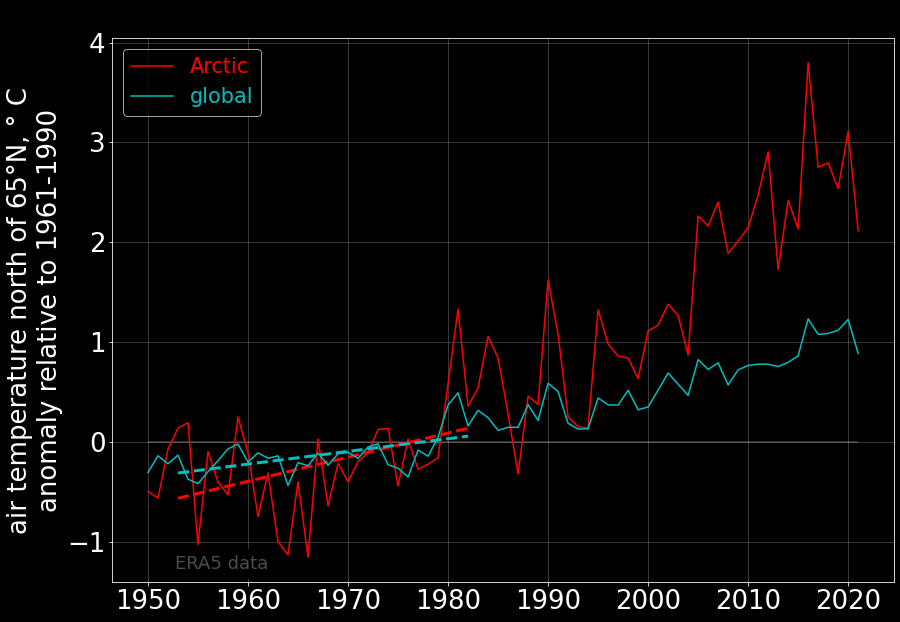 air temperature north of 65°N, ° C
anomaly relative to 1961-1990
4
3
2
1
0
−1
Arctic
global
ERA5 data
1950 1960 1970 1980 1990 2000 2010 2020